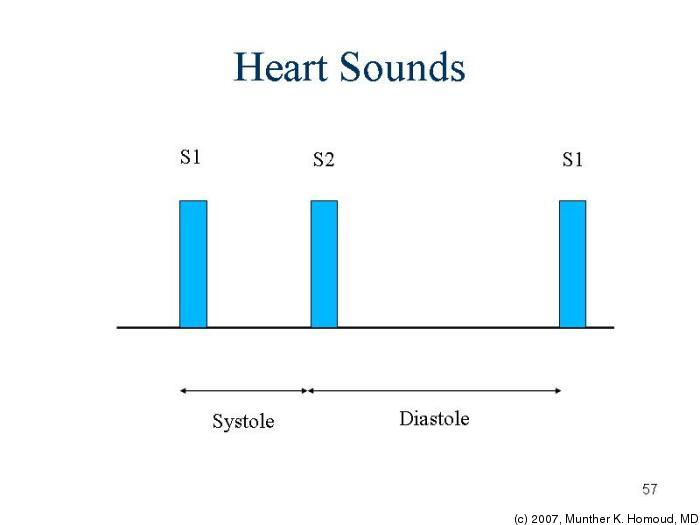 Heart Sounds
S1
S2
S1
Systole
Diastole
57
(c) 2007, Munther K. Homoud, MD